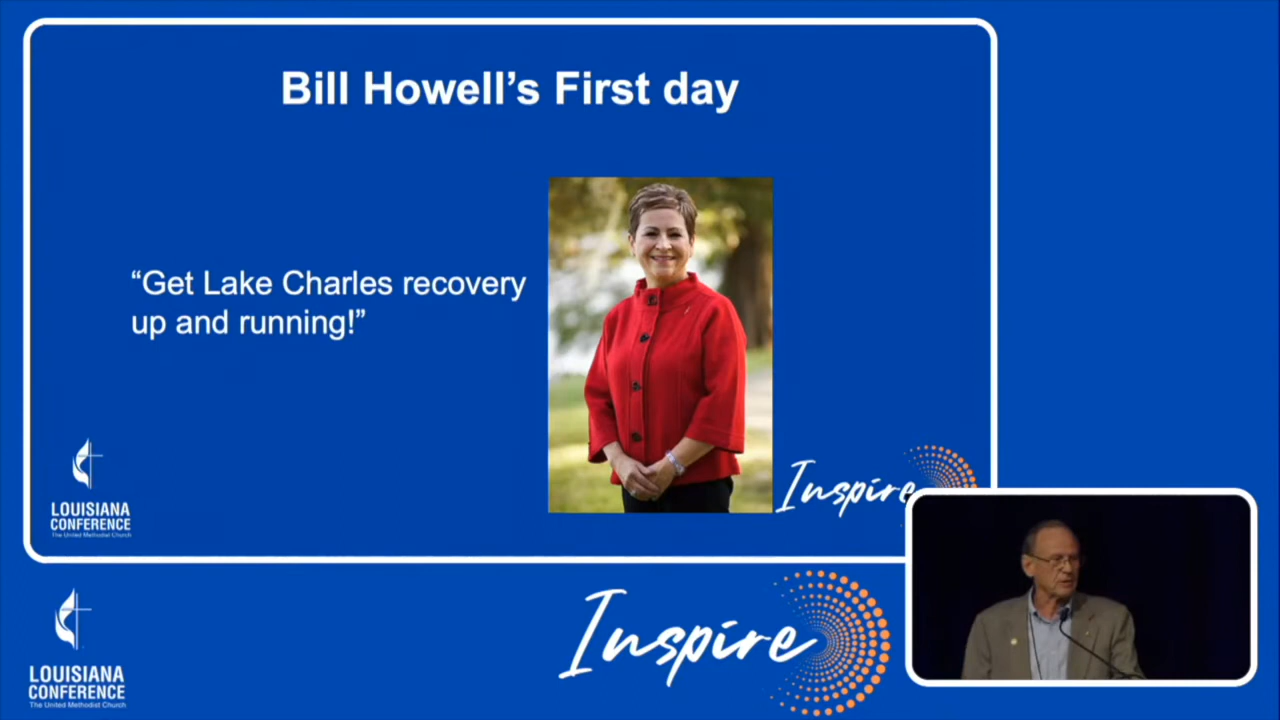 Bill Howell’s First day
“Get Lake Charles recovery
up and running!”
LOUISIANA
CONFERENCE
The United Methodist Church
Inspire
LOUISIANA
CONFERENCE
The United Methodist Church
Inspire